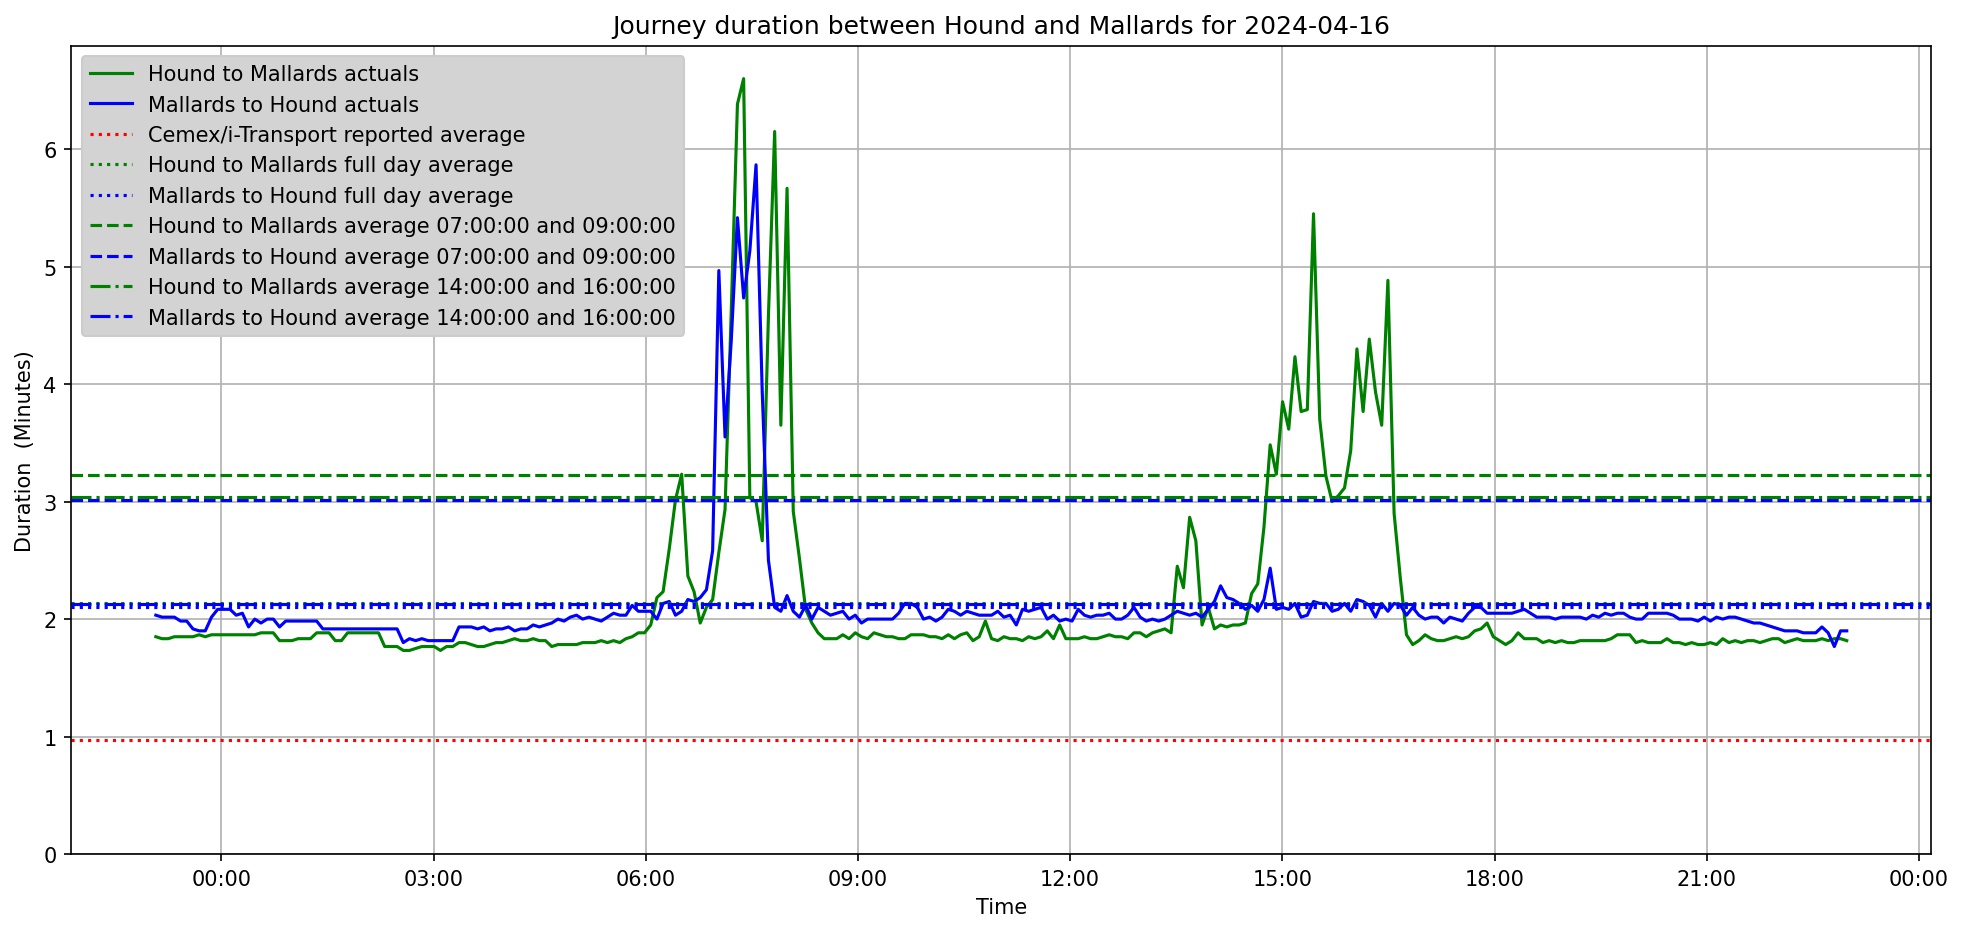 Journey duration between Hound and Mallards for 2024-04-16
Hound to Mallards actuals
Mallards to Hound actuals
Cemex/i-Transport reported average
Hound to Mallards full day average
Mallards to Hound full day average
Hound to Mallards average 07:00:00 and 09:00:00
Mallards to Hound average 07:00:00 and 09:00:00
Hound to Mallards average 14:00:00 and 16:00:00
Mallards to Hound average 14:00:00 and 16:00:00
Duration (Minutes)
6
5
4
3
2
1
0
00:00 03:00 06:00 09:00 12:00 15:00 18:00 21:00 00:00
Time